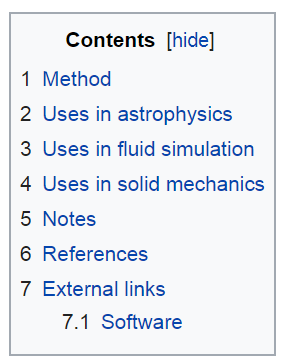 Contents [hide]
1 Method
2 Uses in astrophysics
3 Uses in fluid simulation
4 Uses in solid mechanics
5 Notes
6 References
7 External links
7.1 Software